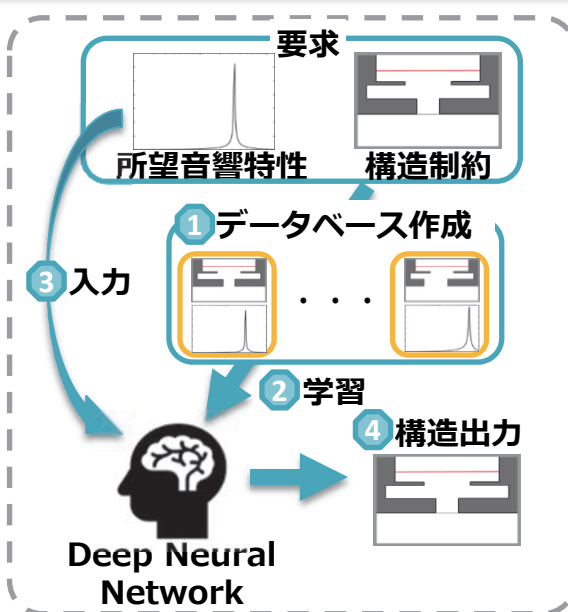 要求
所望音響特性
構造制約
1 データベース作成
・・・
3 入力
2 学習
4 構造出力
Deep Neural
Network